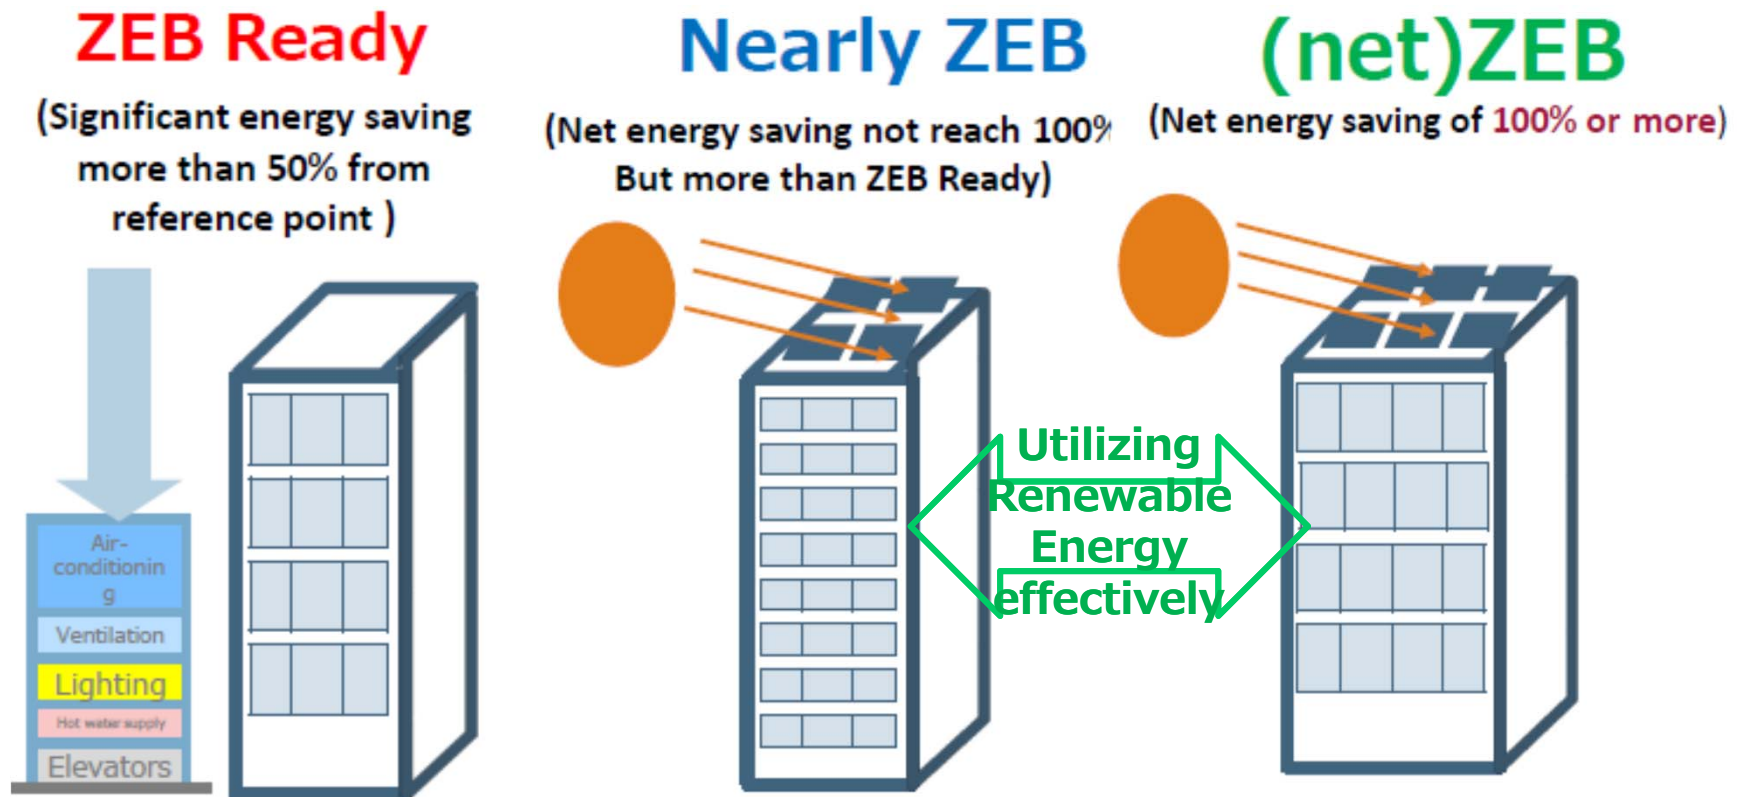 ZEB Ready
(Significant energy saving
more than 50% from
reference point )
Air-
conditionin
g
Ventilation
Lighting
Hot water supply
Elevators
Nearly ZEB
(Net energy saving not reach 100%
But more than ZEB Ready)
Utilizing
Renewable
Energy
effectively
(net)ZEB
(Net energy saving of 100% or more)